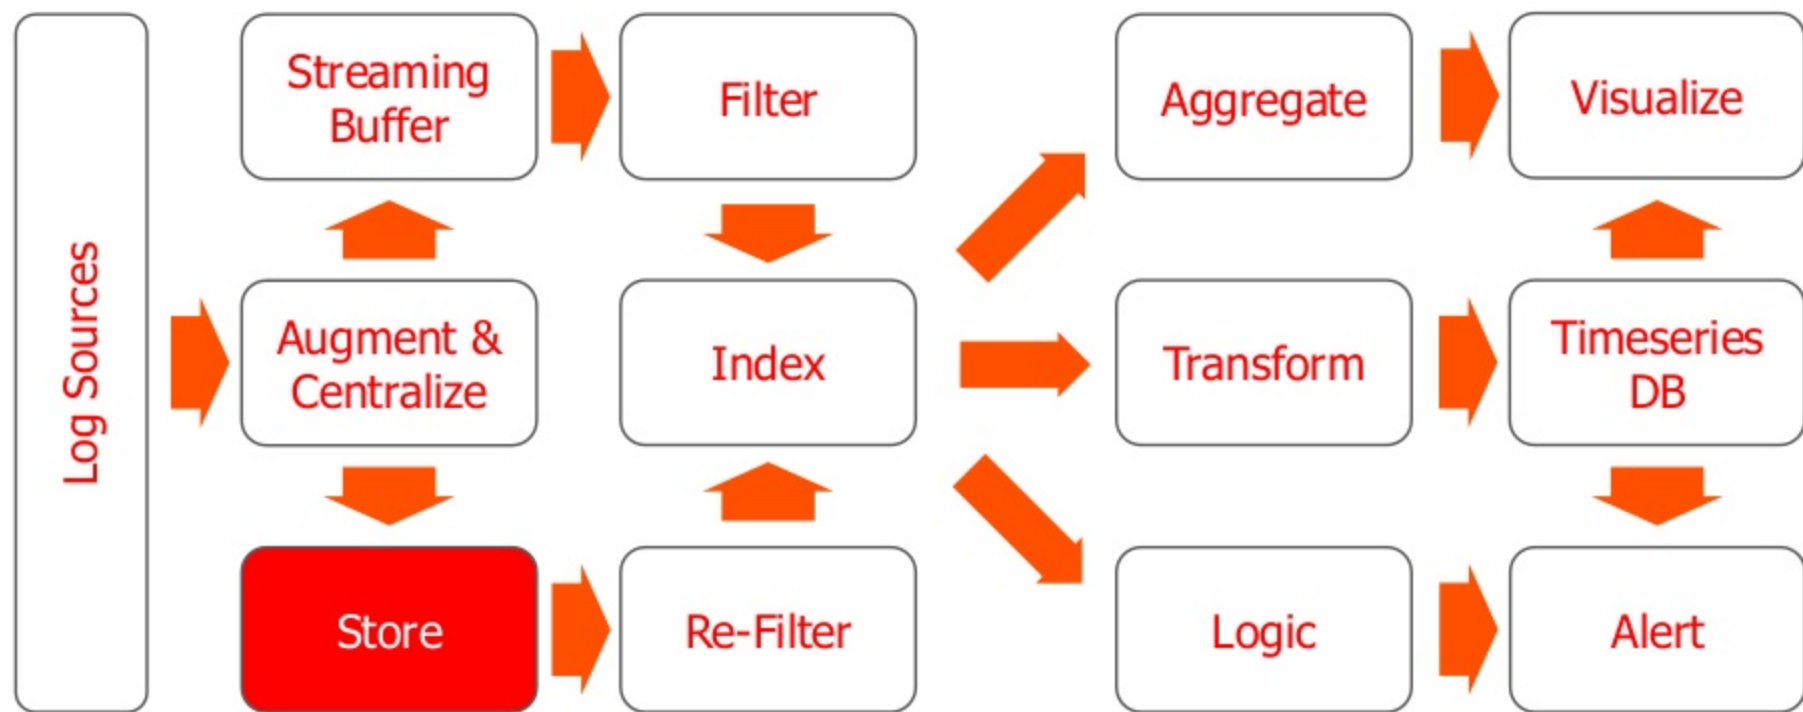 Log Sources
Streaming
Buffer
Filter
Aggregate
Visualize
Augment &
Centralize
Index
Transform
Timeseries
DB
Store
Re-Filter
Logic
Alert